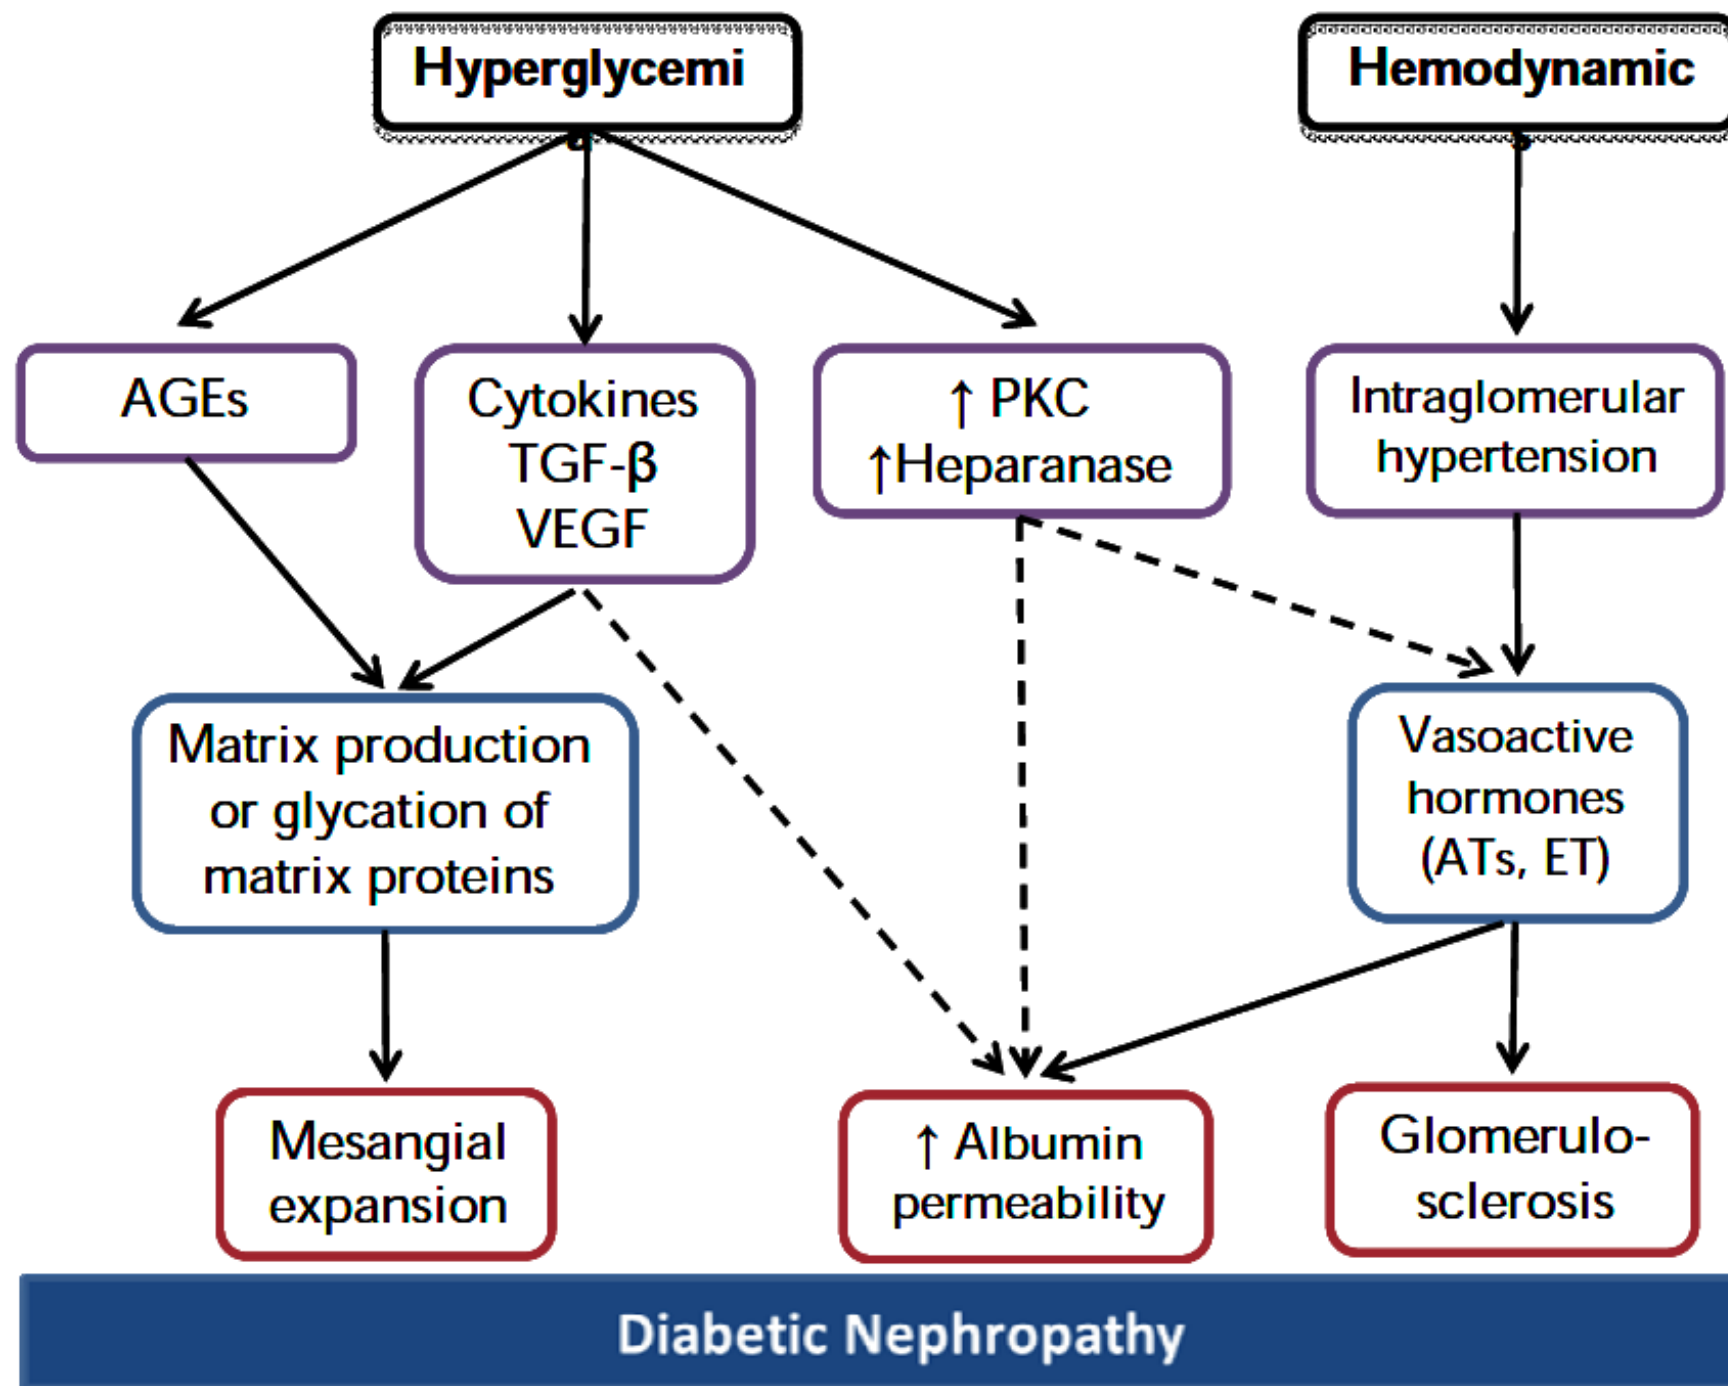 Hyperglycemi
a
Hemodynamic
s
AGEs
Cytokines
TGF-β
VEGF
↑ PKC
↑Heparanase
Intraglomerular
hypertension
Matrix production
or glycation of
matrix proteins
Vasoactive
hormones
(ATs, ET)
Mesangial
expansion
↑ Albumin
permeability
Glomerulo-
sclerosis
Diabetic Nephropathy